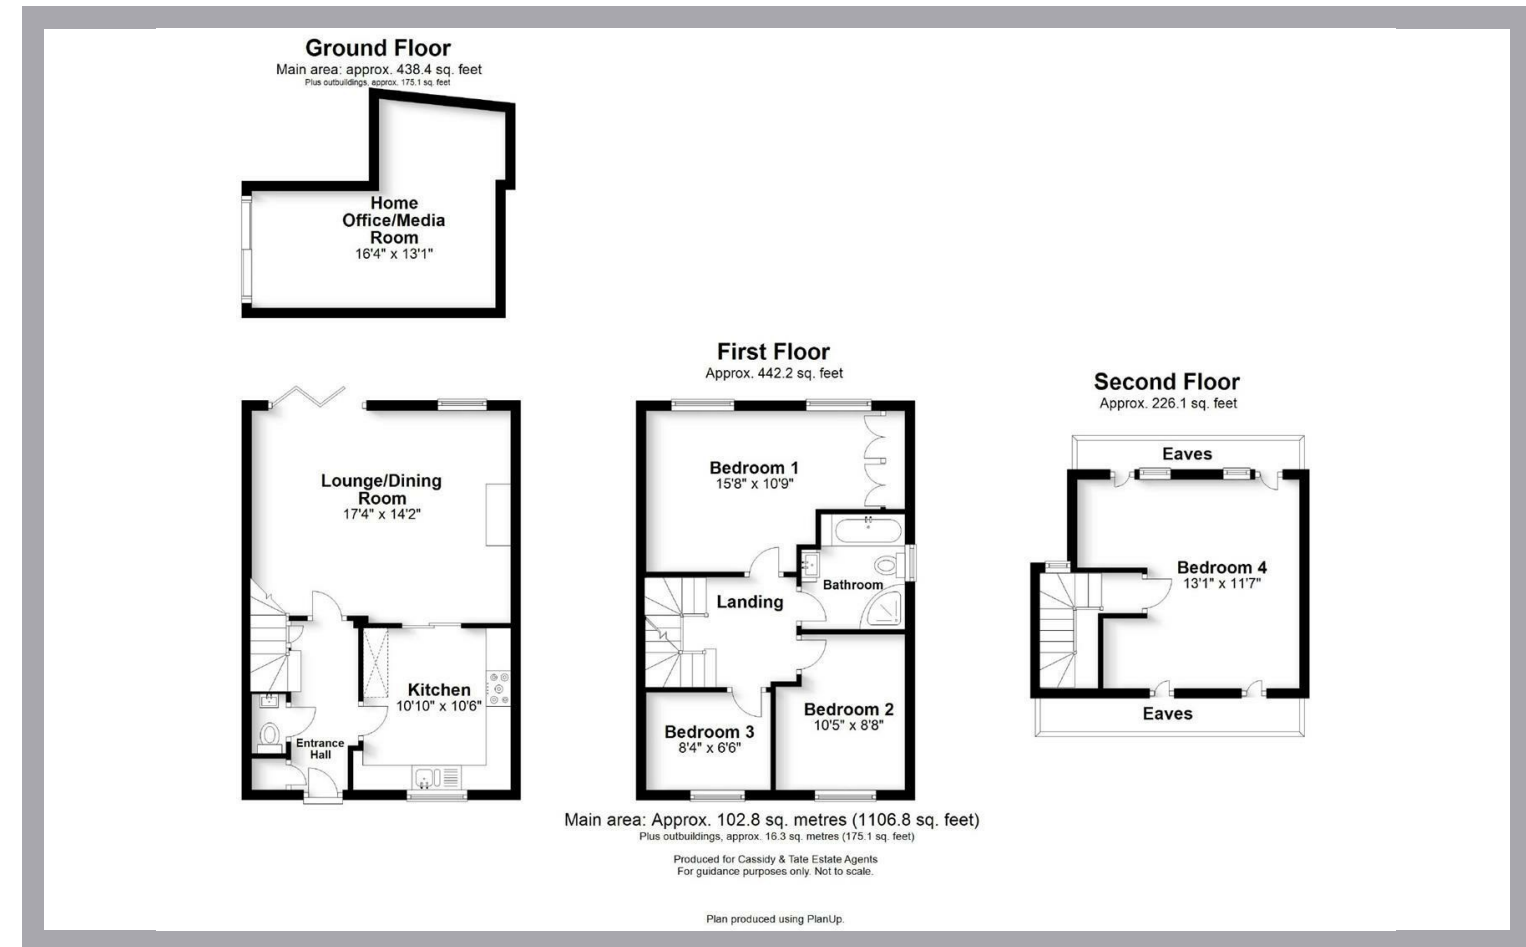 Ground Floor
Main area: approx. 438.4 sq. feet
Plus outbuildings, approx. 175.1 sq. feet
Home
Office/Media
Room
16'4" x 13'1"
Lounge/Dining
Room
17'4" x 14'2"
Kitchen
10'10" x 10'6"
Entrance
Hall
First Floor
Approx. 442.2 sq. feet
Bedroom 1
15'8" x 10'9"
Bathroom
Landing
Bedroom 2
10'5" x 8'8"
Bedroom 3
8'4" x 6'6"
Second Floor
Approx. 226.1 sq. feet
Eaves
Bedroom 4
13'1" x 11'7"
Eaves
Main area: Approx. 102.8 sq. metres (1106.8 sq. feet)
Plus outbuildings, approx. 16.3 sq. metres (175.1 sq. feet)
Produced for Cassidy & Tate Estate Agents
For guidance purposes only. Not to scale.
Plan produced using PlanUp.